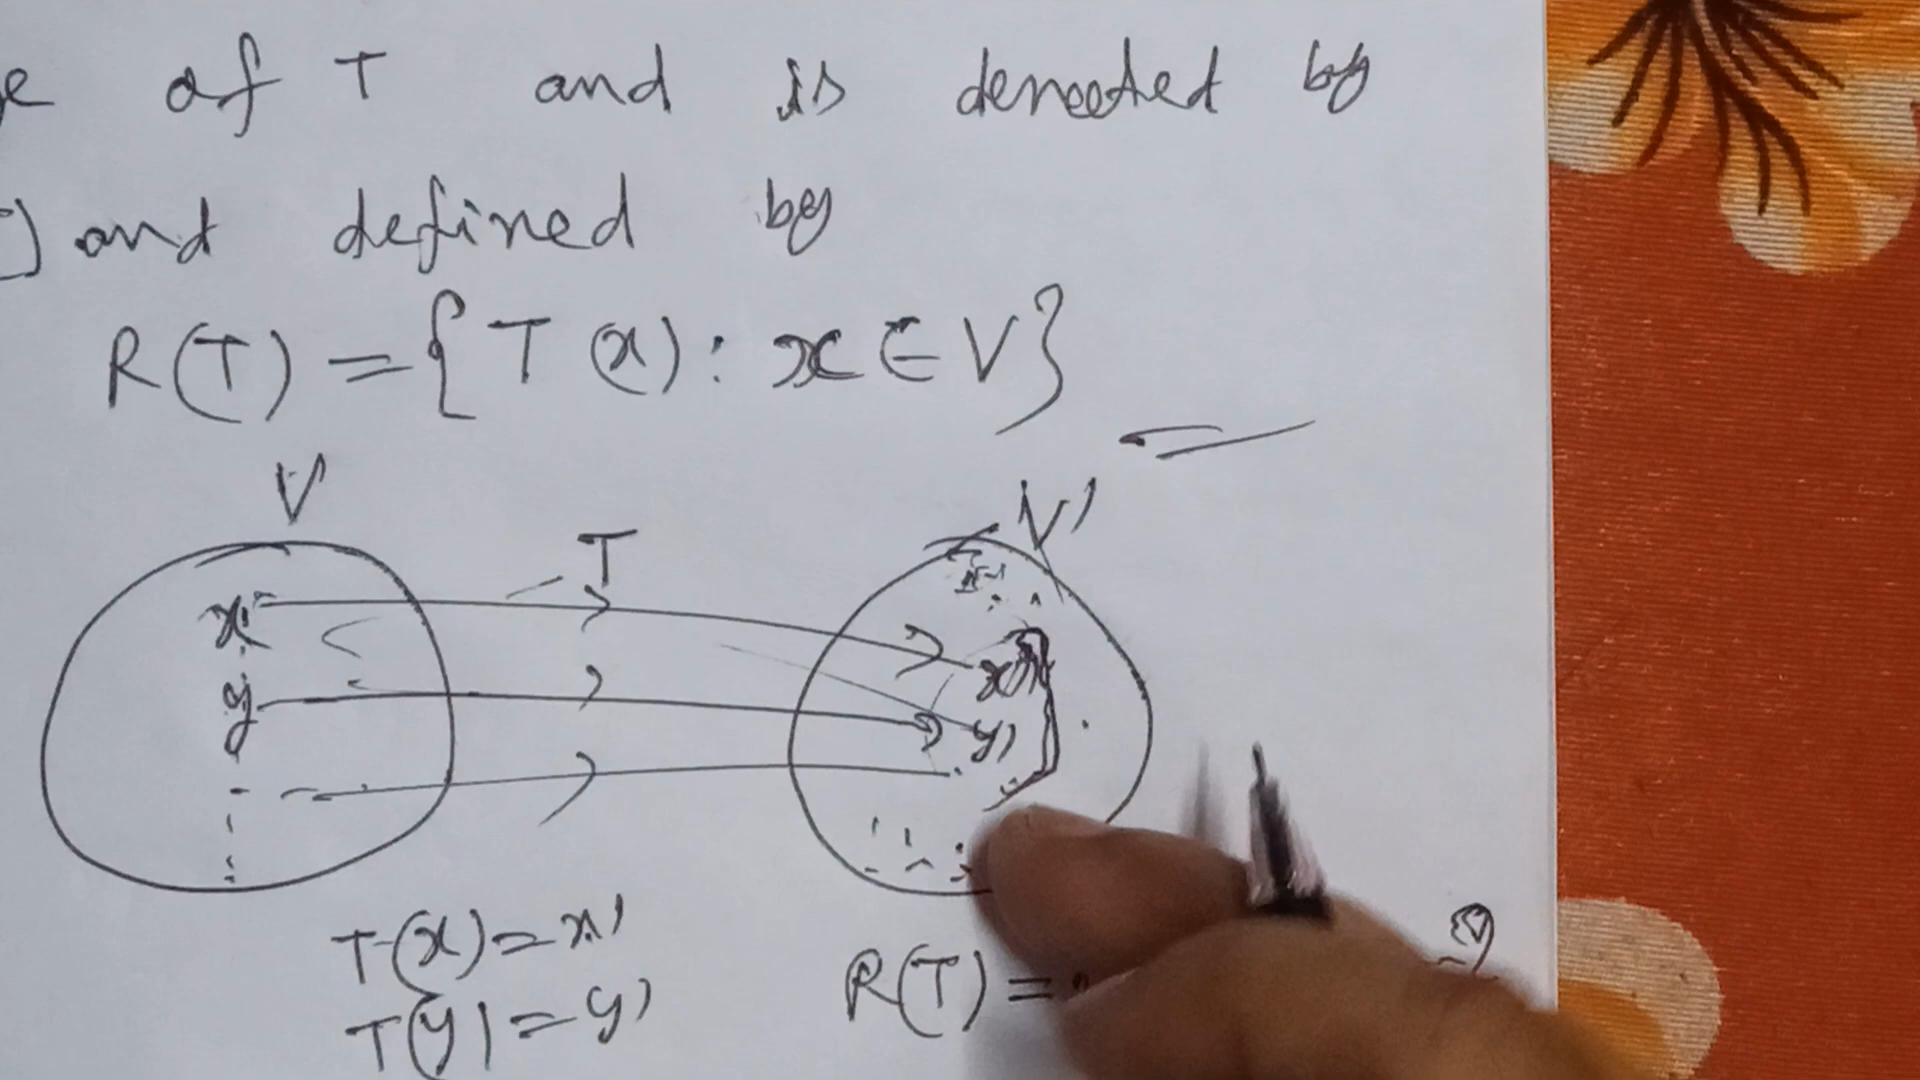 of T and is denoted by
and defined by
R(T) = { T(x) : x ∈ V }
V T V'
x
y y'
T(x) = x'
T(y) = y'
R(T) =